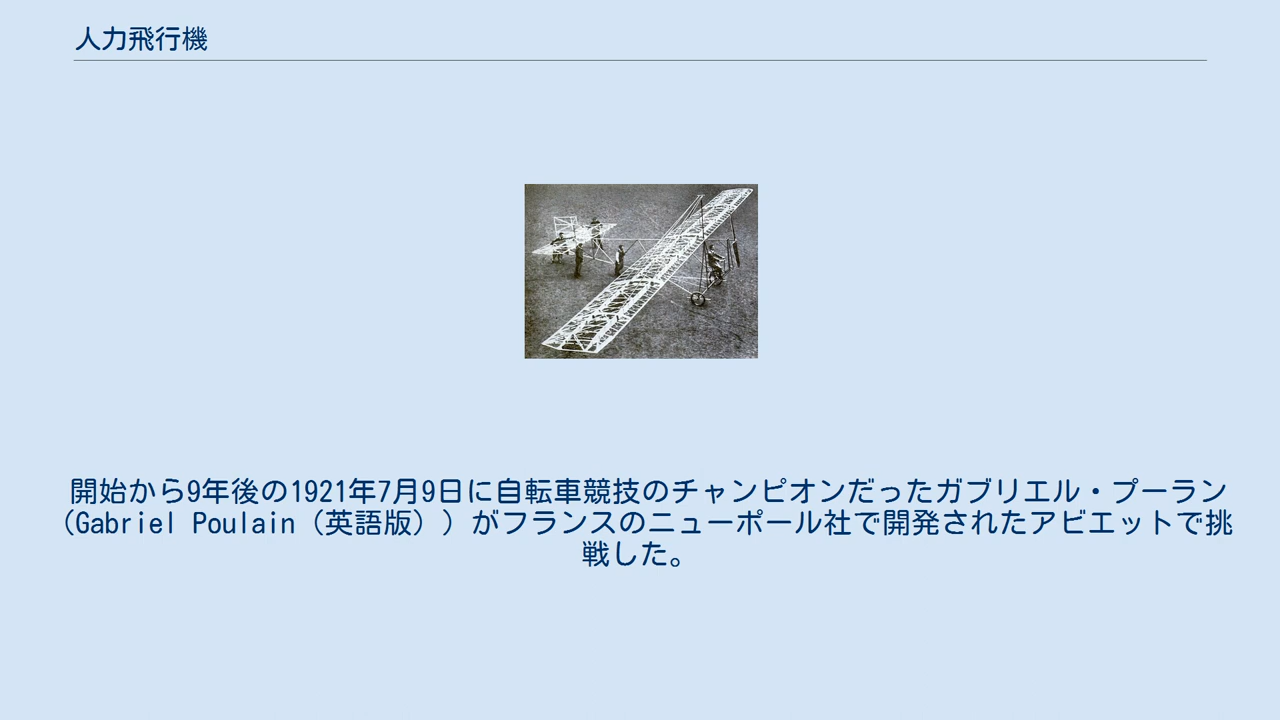 人力飛行機
開始から9年後の1921年7月9日に自転車競技のチャンピオンだったガブリエル・プーラン
（Gabriel Poulain（英語版））がフランスのニューポール社で開発されたアビエットで挑
戦した。